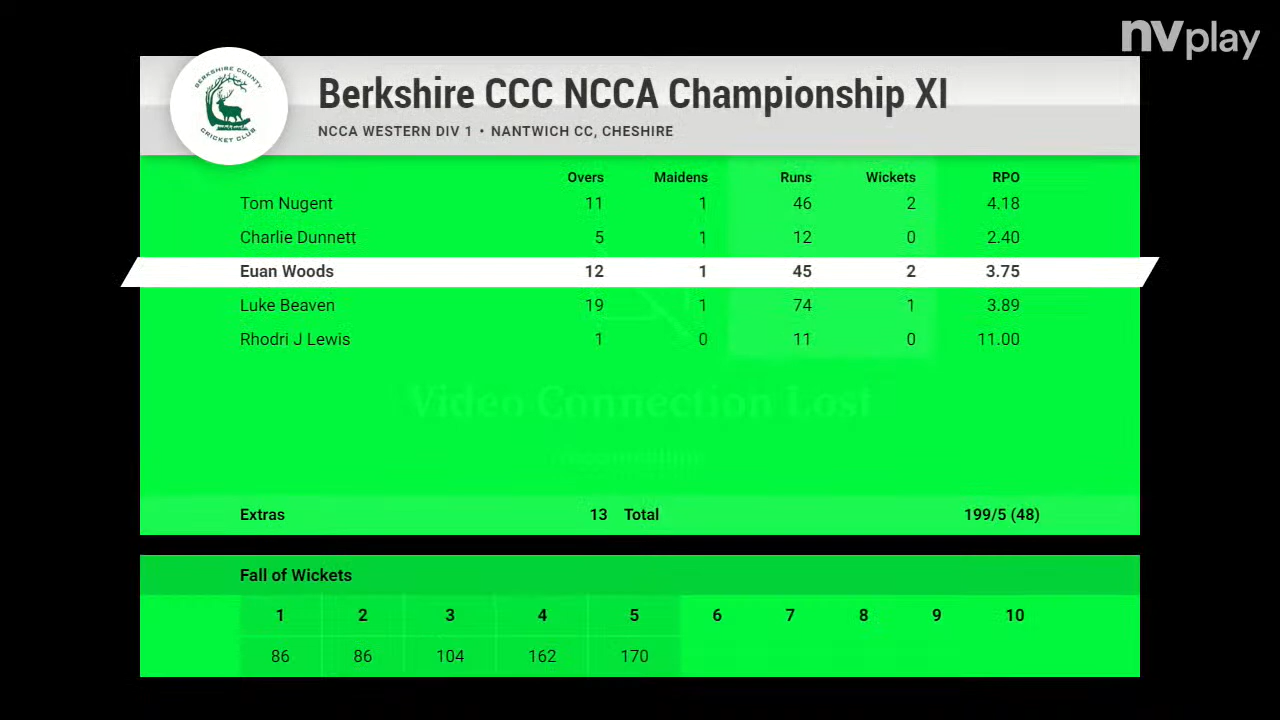 nvplay
BERKSHIRE COUNTY
CRICKET CLUB
Berkshire CCC NCCA Championship XI
NCCA WESTERN DIV 1 • NANTWICH CC, CHESHIRE
Overs Maidens Runs Wickets RPO
Tom Nugent 11 1 46 2 4.18
Charlie Dunnett 5 1 12 0 2.40
Euan Woods 12 1 45 2 3.75
Luke Beaven 19 1 74 1 3.89
Rhodri J Lewis 1 0 11 0 11.00
Video Connection Lost
Extras 13 Total 199/5 (48)
Fall of Wickets
1 2 3 4 5 6 7 8 9 10
86 86 104 162 170